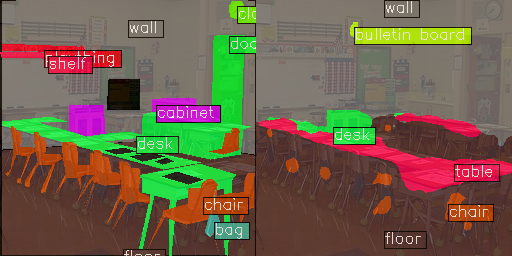 wall
shelf
cabinet
desk
chair
bag
floor
wall
bulletin board
desk
table
chair
floor